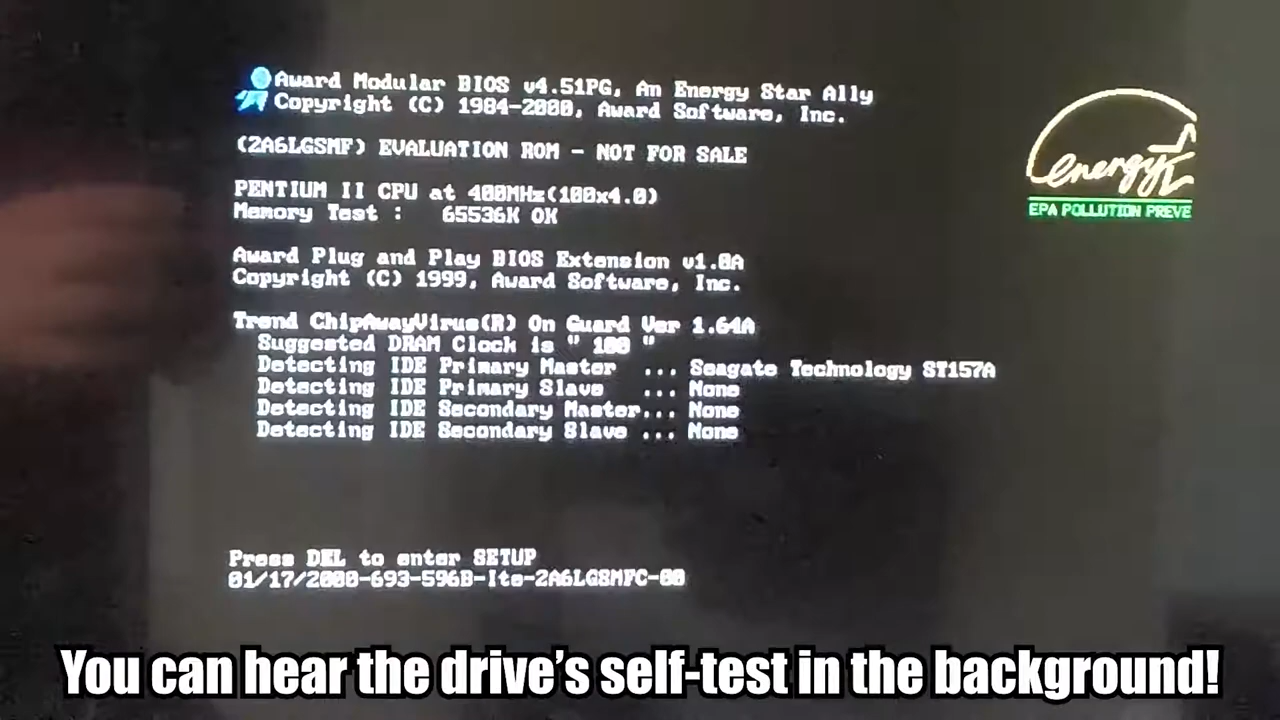 Award Modular BIOS v4.51PG, An Energy Star Ally
Copyright (C) 1984-2000, Award Software, Inc.
energy
EPA POLLUTION PREVE
(2A6LGSMF) EVALUATION ROM - NOT FOR SALE
PENTIUM II CPU at 400MHz(100x4.0)
Memory Test : 65536K OK
Award Plug and Play BIOS Extension v1.0A
Copyright (C) 1999, Award Software, Inc.
Trend ChipAwayVirus(R) On Guard Ver 1.64A
Suggested DRAM Clock is " 100 "
Detecting IDE Primary Master ... Seagate Technology ST157A
Detecting IDE Primary Slave ... None
Detecting IDE Secondary Master... None
Detecting IDE Secondary Slave ... None
Press DEL to enter SETUP
01/17/2000-693-596B-Ite-2A6LGSMFC-00
You can hear the drive's self-test in the background!